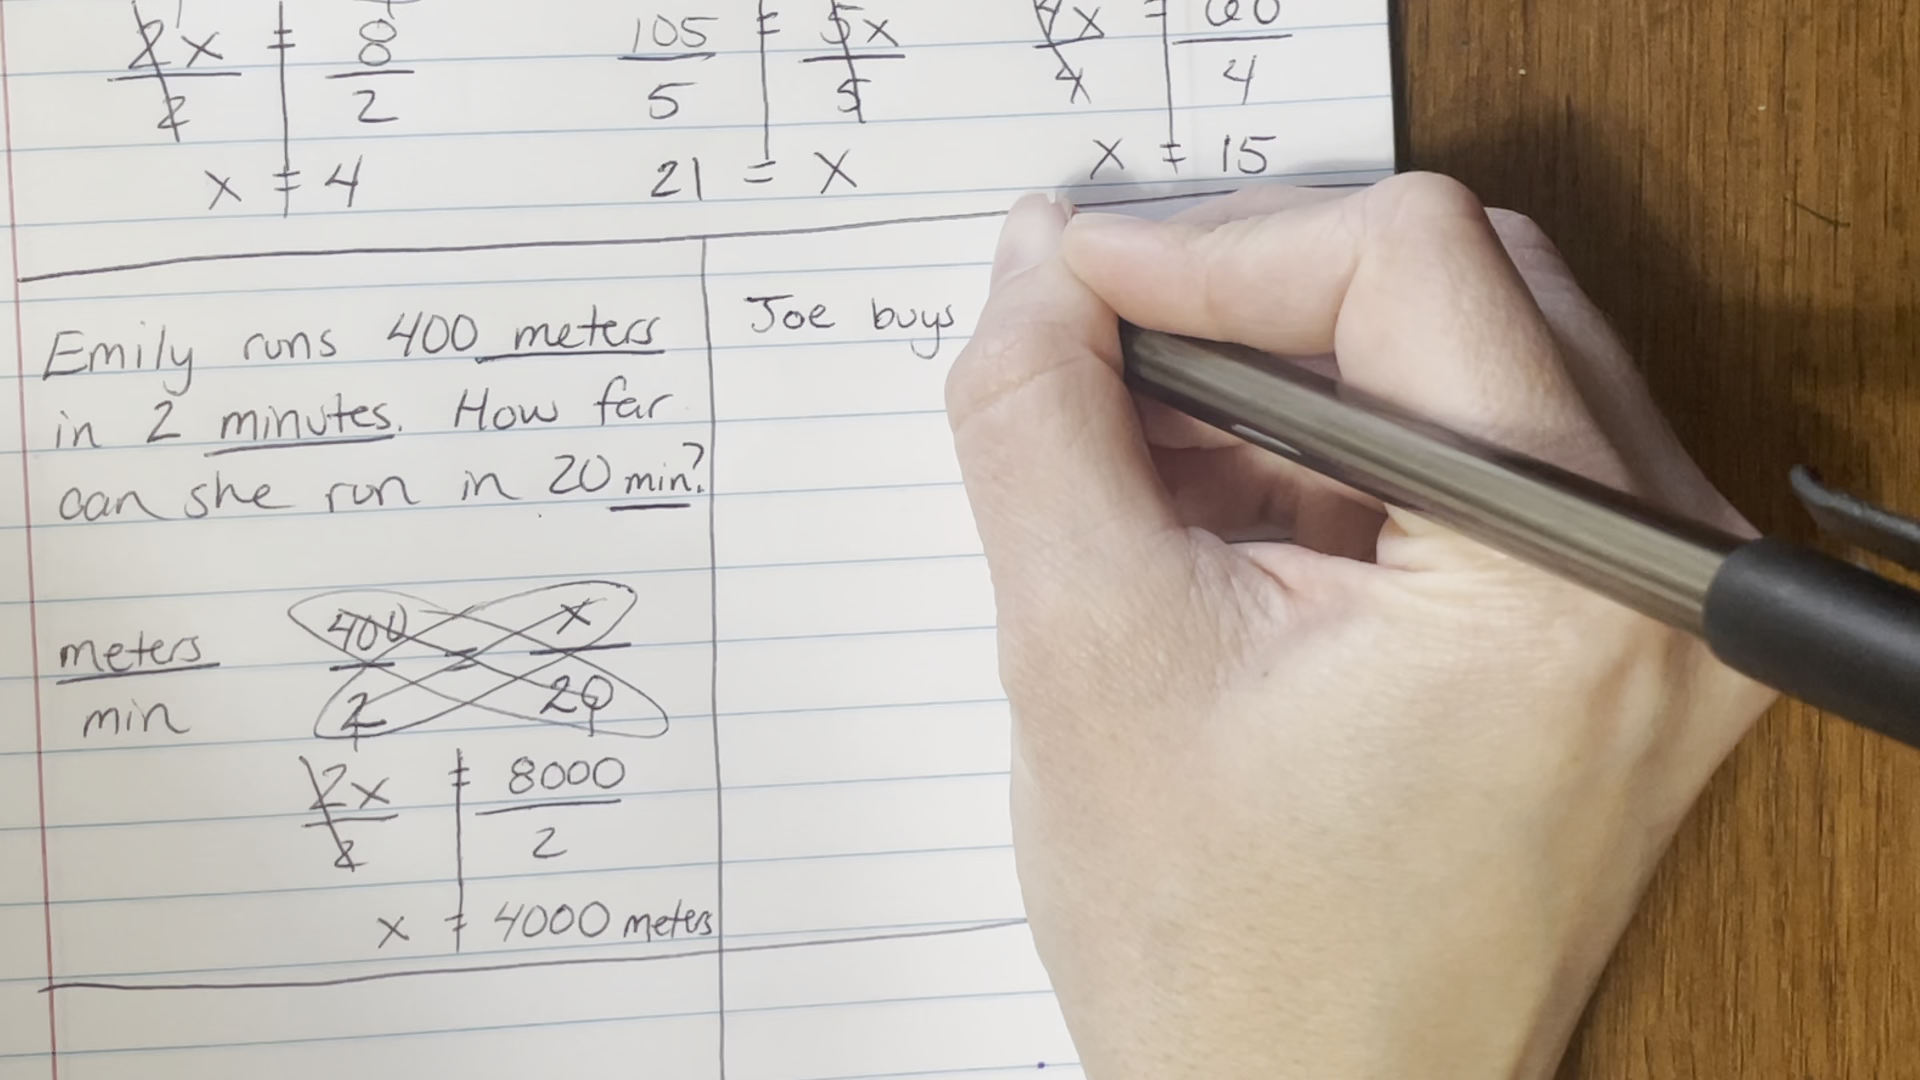 2x = 8
2 2
x = 4
105 = 5x
5 5
21 = x
4x = 60
4 4
x = 15
Emily runs 400 meters
in 2 minutes. How far
can she run in 20 min?
meters 400 = x
min 2 20
2x = 8000
2 2
x = 4000 meters
Joe buys